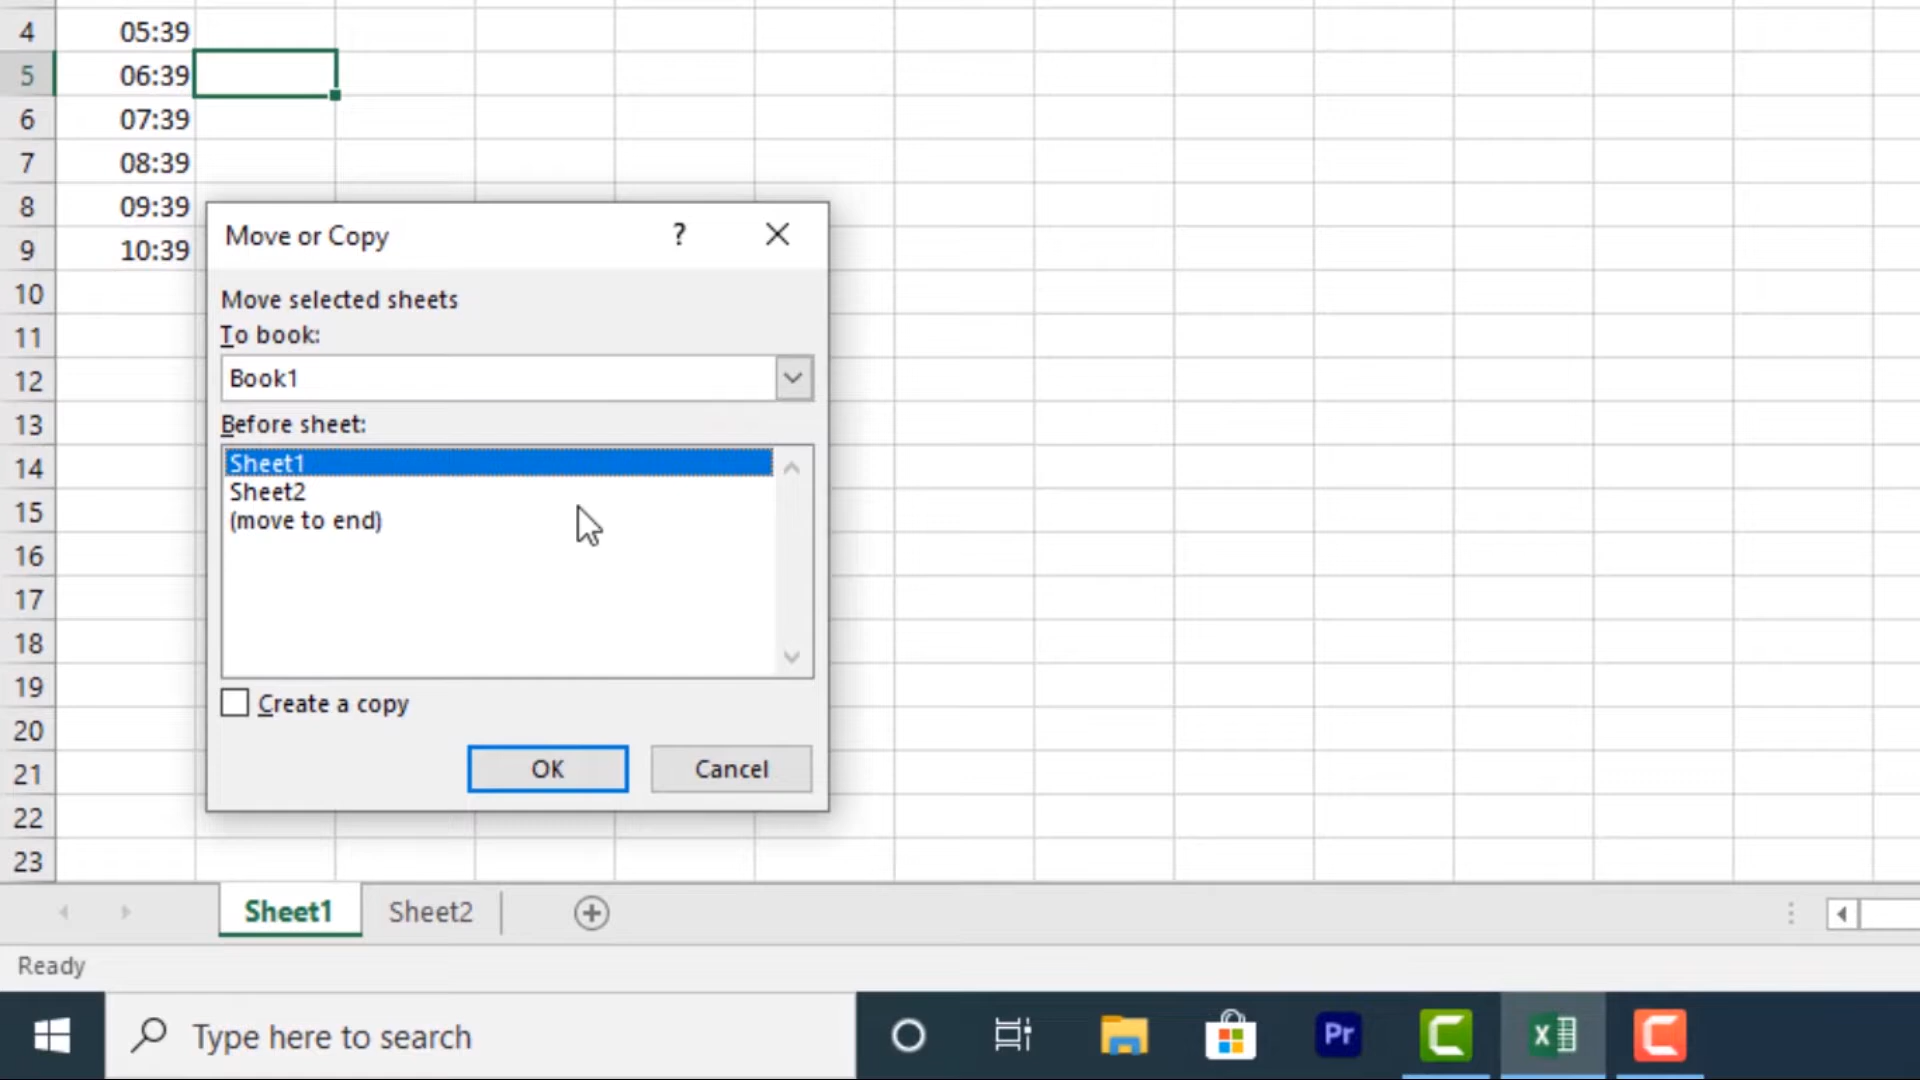 4 05:39
5 06:39
6 07:39
7 08:39
8 09:39
9 10:39
Move or Copy ?
Move selected sheets
To book:
Book1
Before sheet:
Sheet1
Sheet2
(move to end)
Create a copy
OK Cancel
10
11
12
13
14
15
16
17
18
19
20
21
22
23
Sheet1 Sheet2
Ready
Type here to search
Pr
X